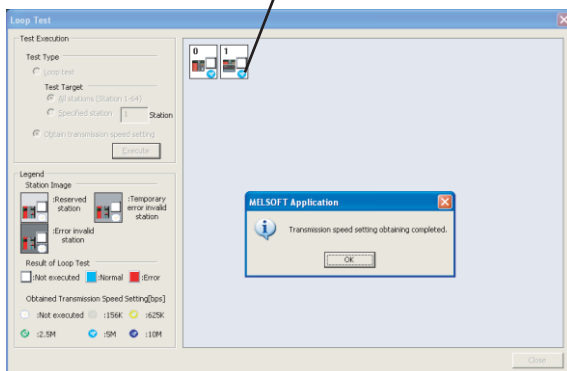 Loop Test
Test Execution
Test Type
Loop test
Test Target
All stations (Station 1-64)
Specified station 1 Station
Obtain transmission speed setting
Execute
Legend
Station Image
:Reserved station
:Temporary error invalid station
:Error invalid station
Result of Loop Test
:Not executed :Normal :Error
Obtained Transmission Speed Setting[bps]
:Not executed :156K :625K
:2.5M :5M :10M
0 1
MELSOFT Application
Transmission speed setting obtaining completed.
OK
Close